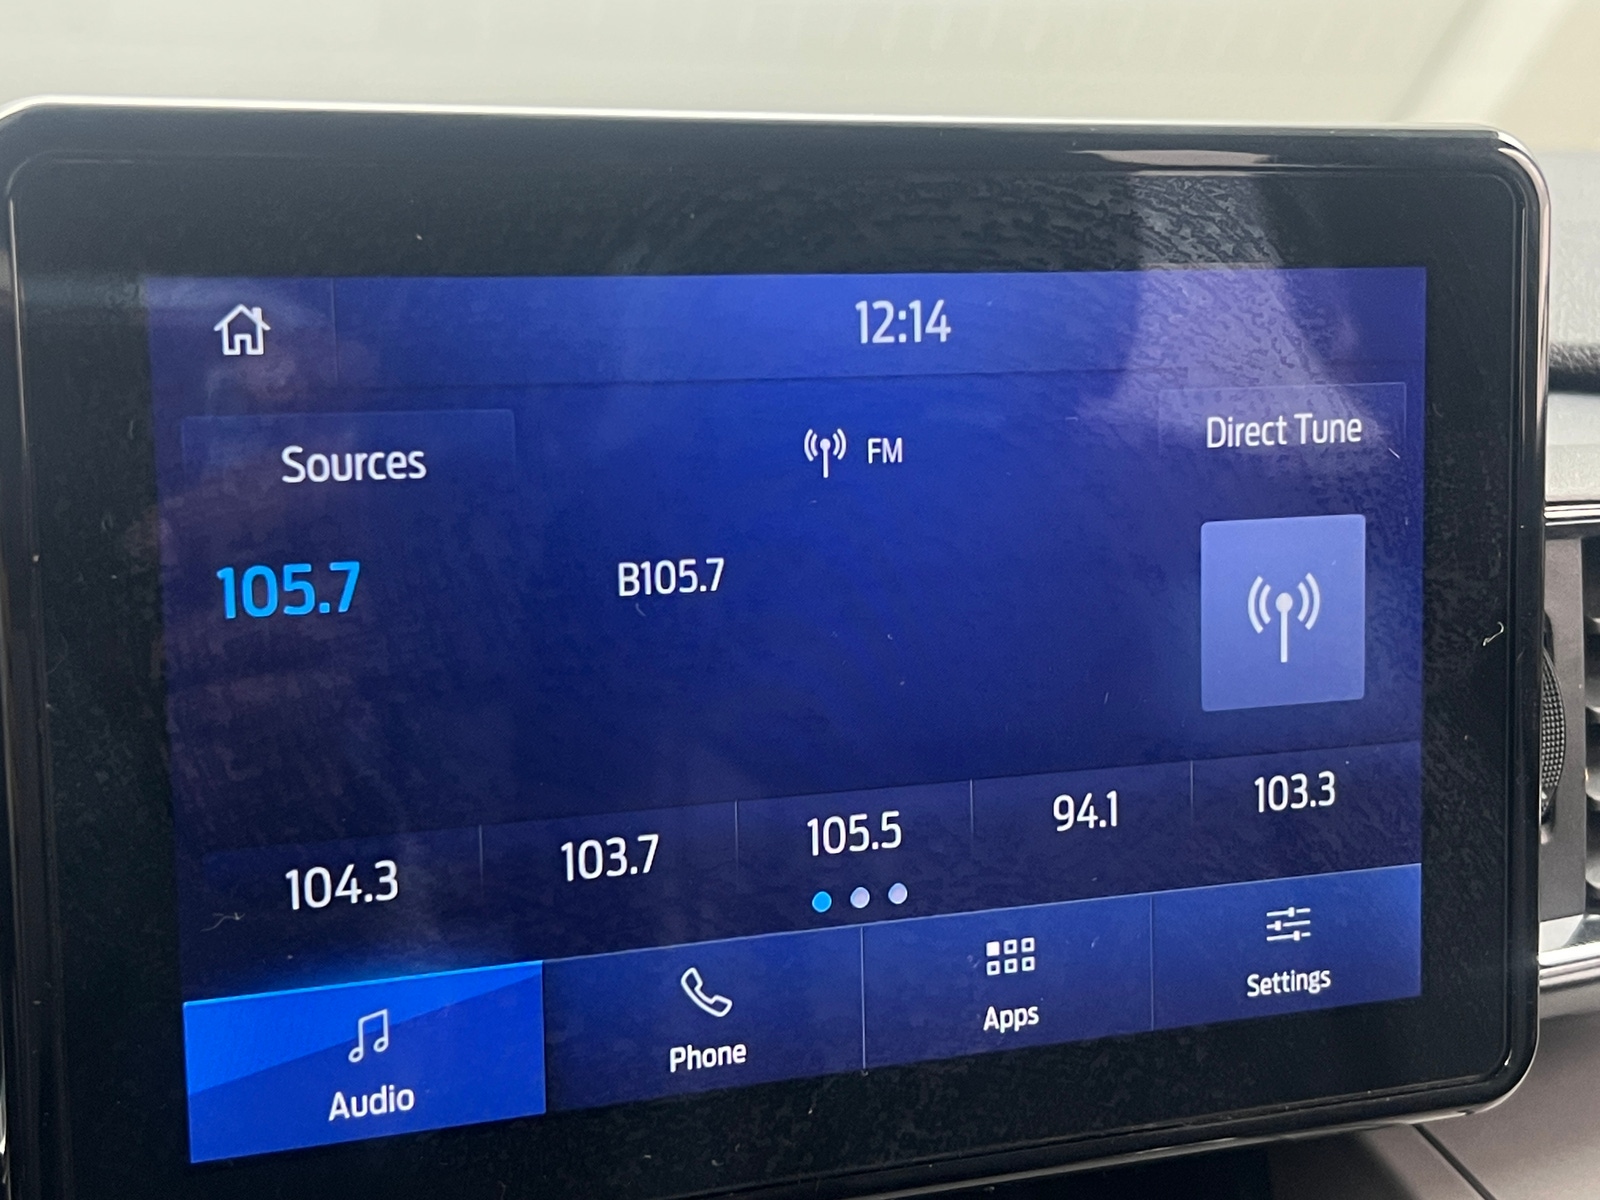 12:14
Sources
FM
Direct Tune
105.7
B105.7
104.3
103.7
105.5
94.1
103.3
Audio
Phone
Apps
Settings